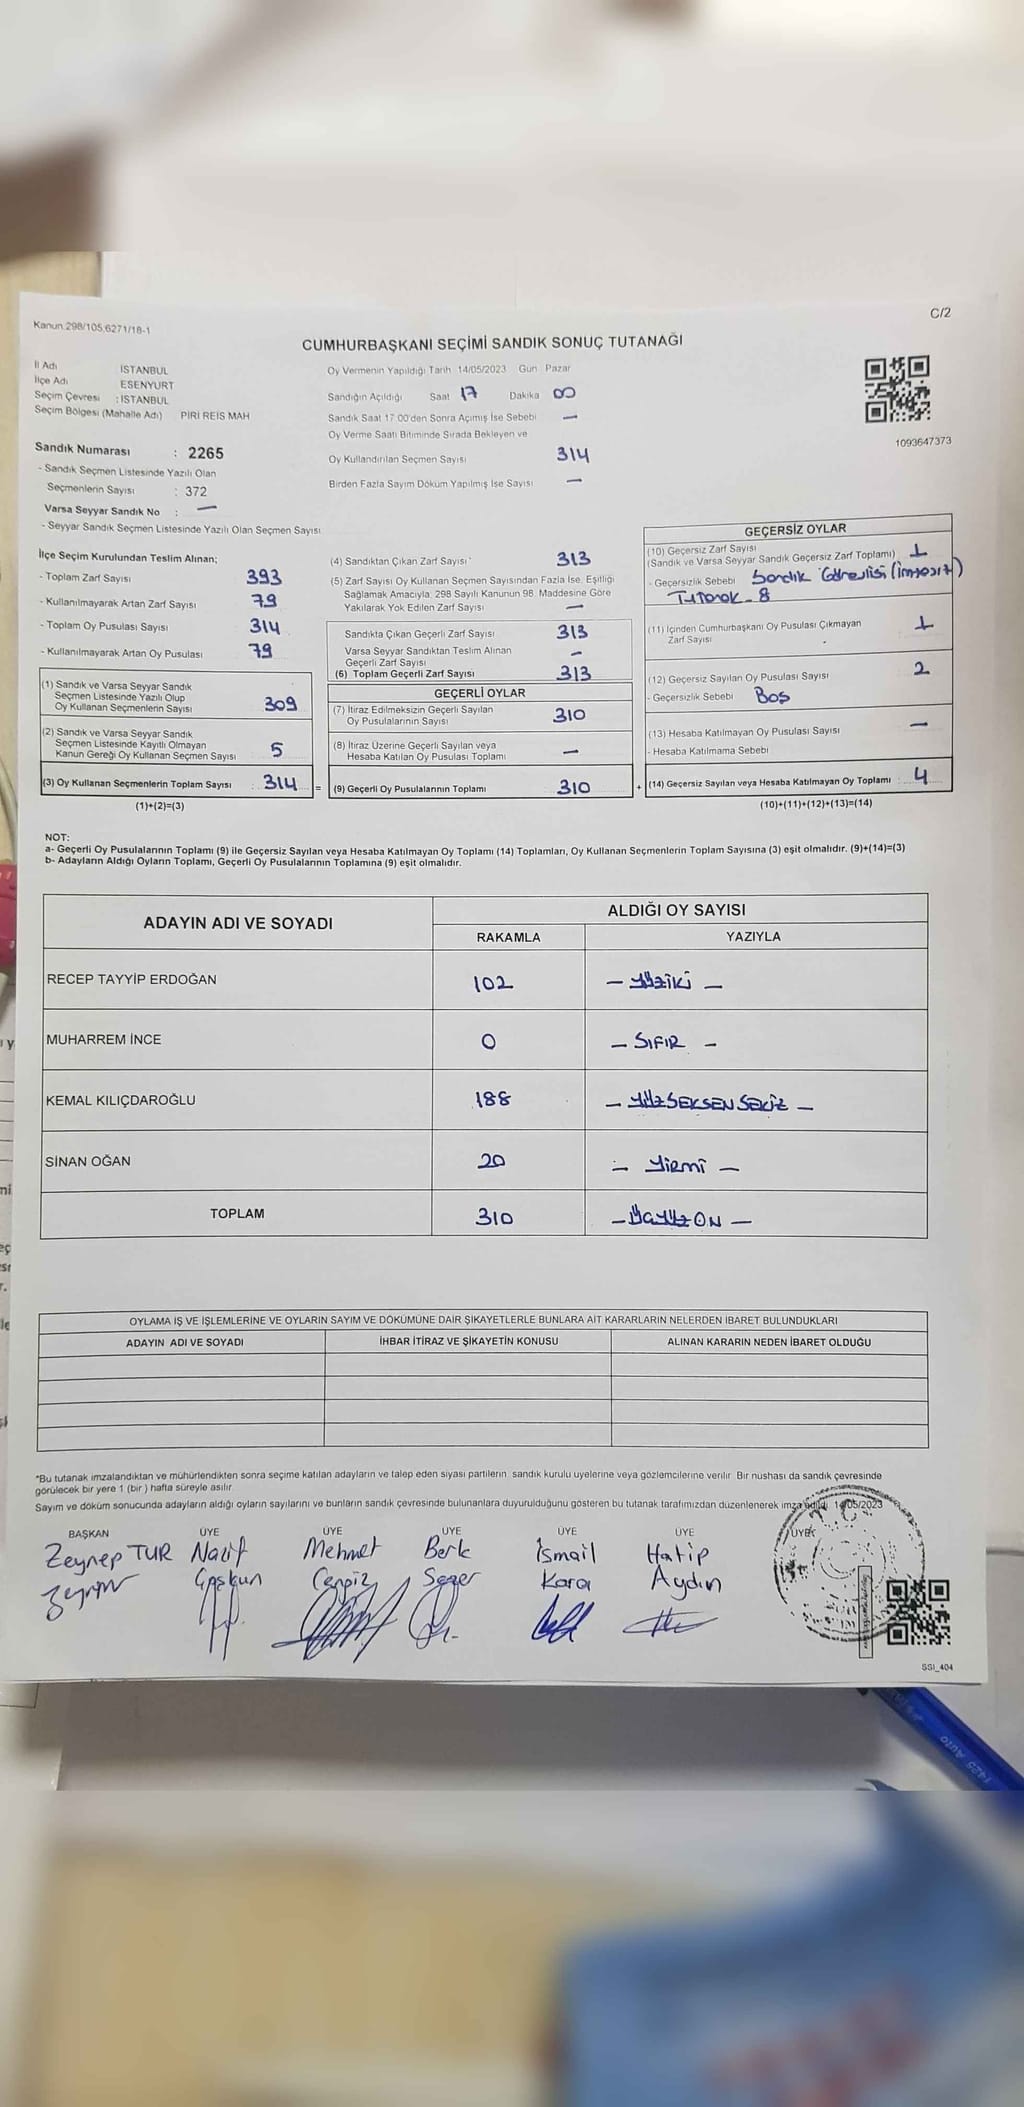 C/2
Kanun 298/105,6271/18-1
CUMHURBAŞKANI SEÇİMİ SANDIK SONUÇ TUTANAĞI
İl Adı İSTANBUL
İlçe Adı ESENYURT
Seçim Çevresi : İSTANBUL
Seçim Bölgesi (Mahalle Adı) PIRI REIS MAH
Sandık Numarası : 2265
- Sandık Seçmen Listesinde Yazılı Olan
Seçmenlerin Sayısı : 372
Varsa Seyyar Sandık No : —
- Seyyar Sandık Seçmen Listesinde Yazılı Olan Seçmen Sayısı
Oy Vermenin Yapıldığı Tarih 14/05/2023 Gün Pazar
Sandığın Açıldığı Saat 17 Dakika 00
Sandık Saat 17:00'den Sonra Açımış İse Sebebi —
Oy Verme Saati Bitiminde Sırada Bekleyen ve
Oy Kullandırılan Seçmen Sayısı 314
Birden Fazla Sayım Döküm Yapılmış İse Sayısı —
1093647373
İlçe Seçim Kurulundan Teslim Alınan;
- Toplam Zarf Sayısı 393
- Kullanılmayarak Artan Zarf Sayısı 79
- Toplam Oy Pusulası Sayısı 314
- Kullanılmayarak Artan Oy Pusulası 79
(1) Sandık ve Varsa Seyyar Sandık
Seçmen Listesinde Yazılı Olup
Oy Kullanan Seçmenlerin Sayısı 309
(2) Sandık ve Varsa Seyyar Sandık
Seçmen Listesinde Kayıtlı Olmayan
Kanun Gereği Oy Kullanan Seçmen Sayısı 5
(3) Oy Kullanan Seçmenlerin Toplam Sayısı : 314 =
(1)+(2)=(3)
(4) Sandıktan Çıkan Zarf Sayısı 313
(5) Zarf Sayısı Oy Kullanan Seçmen Sayısından Fazla İse, Eşitliği
Sağlamak Amacıyla, 298 Sayılı Kanunun 98. Maddesine Göre
Yakılarak Yok Edilen Zarf Sayısı —
Sandıkta Çıkan Geçerli Zarf Sayısı 313
Varsa Seyyar Sandıktan Teslim Alınan
Geçerli Zarf Sayısı —
(6) Toplam Geçerli Zarf Sayısı 313
GEÇERLİ OYLAR
(7) İtiraz Edilmeksizin Geçerli Sayılan
Oy Pusulalarının Sayısı 310
(8) İtiraz Üzerine Geçerli Sayılan veya
Hesaba Katılan Oy Pusulası Toplamı —
(9) Geçerli Oy Pusulalarının Toplamı 310 +
GEÇERSİZ OYLAR
(10) Geçersiz Zarf Sayısı
(Sandık ve Varsa Seyyar Sandık Geçersiz Zarf Toplamı) 1
- Geçersizlik Sebebi Sandık Görevlisi (İmzasız)
Tutanak 8
(11) İçinden Cumhurbaşkanı Oy Pusulası Çıkmayan
Zarf Sayısı 1
(12) Geçersiz Sayılan Oy Pusulası Sayısı 2
- Geçersizlik Sebebi Boş
(13) Hesaba Katılmayan Oy Pusulası Sayısı —
- Hesaba Katılmama Sebebi
(14) Geçersiz Sayılan veya Hesaba Katılmayan Oy Toplamı : 4
(10)+(11)+(12)+(13)=(14)
NOT:
a- Geçerli Oy Pusulalarının Toplamı (9) ile Geçersiz Sayılan veya Hesaba Katılmayan Oy Toplamı (14) Toplamları, Oy Kullanan Seçmenlerin Toplam Sayısına (3) eşit olmalıdır. (9)+(14)=(3)
b- Adayların Aldığı Oyların Toplamı, Geçerli Oy Pusulalarının Toplamına (9) eşit olmalıdır.
ADAYIN ADI VE SOYADI ALDIĞI OY SAYISI
RAKAMLA YAZIYLA
RECEP TAYYİP ERDOĞAN 102 — Yüziki —
MUHARREM İNCE 0 — SIFIR —
KEMAL KILIÇDAROĞLU 188 — YüzSEKSENSEKİZ —
SİNAN OĞAN 20 — Yirmi —
TOPLAM 310 — ÜçYüzON —
OYLAMA İŞ VE İŞLEMLERİNE VE OYLARIN SAYIM VE DÖKÜMÜNE DAİR ŞİKAYETLERLE BUNLARA AİT KARARLARIN NELERDEN İBARET BULUNDUKLARI
ADAYIN ADI VE SOYADI İHBAR İTİRAZ VE ŞİKAYETİN KONUSU ALINAN KARARIN NEDEN İBARET OLDUĞU
*Bu tutanak imzalandıktan ve mühürlendikten sonra seçime katılan adayların ve talep eden siyasi partilerin sandık kurulu üyelerine veya gözlemcilerine verilir. Bir nüshası da sandık çevresinde
görülecek bir yere 1 (bir) hafta süreyle asılır.
Sayım ve döküm sonucunda adayların aldığı oyların sayılarını ve bunların sandık çevresinde bulunanlara duyurulduğunu gösteren bu tutanak tarafımızdan düzenlenerek imza edildi. 14/05/2023
BAŞKAN ÜYE ÜYE ÜYE ÜYE ÜYE ÜYE
Zeynep TUR Nazif Mehmet Berk İsmail Hatip
Coşkun Cengiz Sezer Kara Aydın
SSI_404
1425 Auto